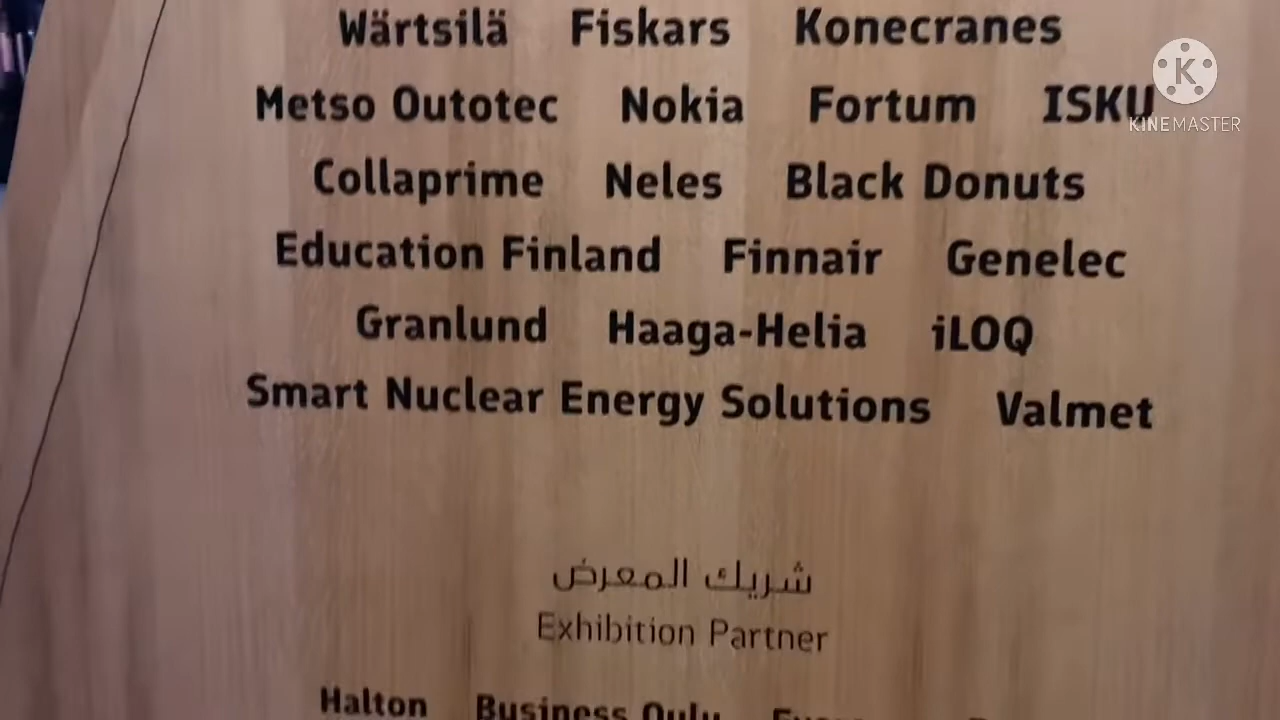 Wärtsilä Fiskars Konecranes
Metso Outotec Nokia Fortum ISKU
KINEMASTER
Collaprime Neles Black Donuts
Education Finland Finnair Genelec
Granlund Haaga-Helia iLOQ
Smart Nuclear Energy Solutions Valmet
شريك المعرض
Exhibition Partner
Halton Business Oulu